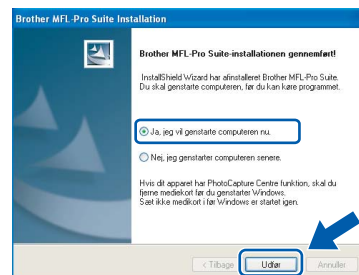 Brother MFL-Pro Suite Installation
Brother MFL-Pro Suite-installationen gennemført!
InstallShield Wizard har afinstalleret Brother MFL-Pro Suite.
Du skal genstarte computeren, før du kan køre programmet.
Ja, jeg vil genstarte computeren nu.
Nej, jeg genstarter computeren senere.
Hvis dit apparet har PhotoCapture Centre funktion, skal du
fjerne mediekort før du genstarter Windows.
Sæt ikke medikort i før Windows er startet igen.
< Tilbage
Udfør
Annuller